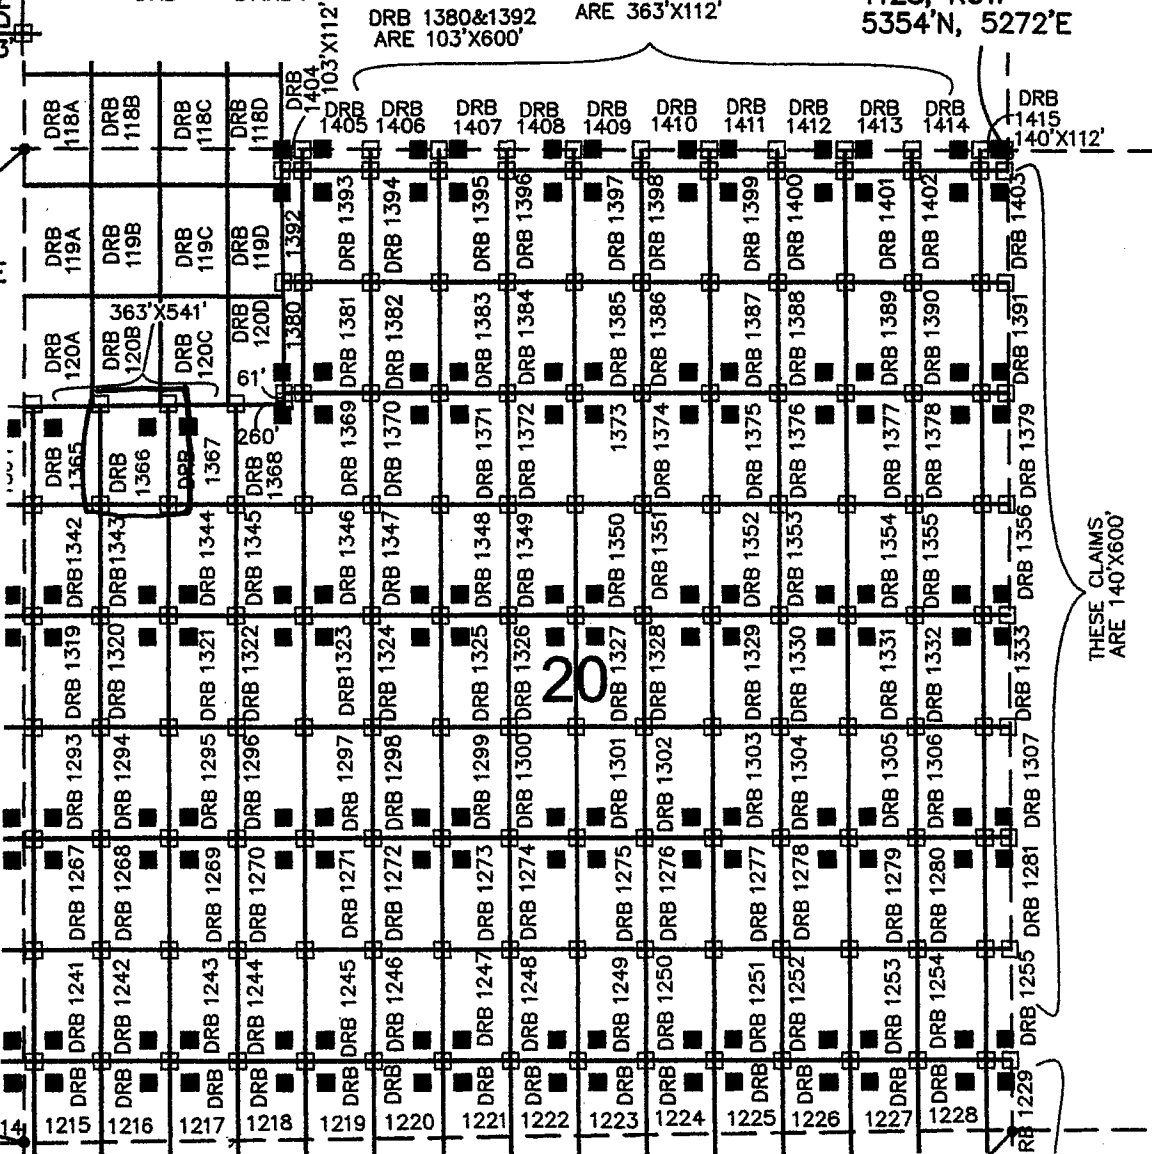 DRB 1380&1392
ARE 103'X600'
ARE 363'X112'
5354'N, 5272'E
DRB
118A
DRB
118B
DRB
118C
DRB
118D
DRB
1404
103'X112'
DRB
1405
DRB
1406
DRB
1407
DRB
1408
DRB
1409
DRB
1410
DRB
1411
DRB
1412
DRB
1413
DRB
1414
DRB
1415
140'X112'
DRB
119A
DRB
119B
DRB
119C
DRB
119D
1392
DRB 1393
DRB 1394
DRB 1395
DRB 1396
DRB 1397
DRB 1398
DRB 1399
DRB 1400
DRB 1401
DRB 1402
DRB 1403
363'X541'
DRB
120A
DRB
120B
DRB
120C
DRB
120D
1380
DRB 1381
DRB 1382
DRB 1383
DRB 1384
DRB 1385
DRB 1386
DRB 1387
DRB 1388
DRB 1389
DRB 1390
DRB 1391
61'
260'
DRB
1365
DRB
1366
DRB
1367
DRB
1368
DRB 1369
DRB 1370
DRB 1371
DRB 1372
1373
DRB 1374
DRB 1375
DRB 1376
DRB 1377
DRB 1378
DRB 1379
DRB 1342
DRB 1343
DRB 1344
DRB 1345
DRB 1346
DRB 1347
DRB 1348
DRB 1349
DRB 1350
DRB 1351
DRB 1352
DRB 1353
DRB 1354
DRB 1355
DRB 1356
THESE CLAIMS
ARE 140'X600'
DRB 1319
DRB 1320
DRB 1321
DRB 1322
DRB 1323
DRB 1324
DRB 1325
DRB 1326
DRB 1327
DRB 1328
DRB 1329
DRB 1330
DRB 1331
DRB 1332
DRB 1333
20
DRB 1293
DRB 1294
DRB 1295
DRB 1296
DRB 1297
DRB 1298
DRB 1299
DRB 1300
DRB 1301
DRB 1302
DRB 1303
DRB 1304
DRB 1305
DRB 1306
DRB 1307
DRB 1267
DRB 1268
DRB 1269
DRB 1270
DRB 1271
DRB 1272
DRB 1273
DRB 1274
DRB 1275
DRB 1276
DRB 1277
DRB 1278
DRB 1279
DRB 1280
DRB 1281
DRB 1241
DRB 1242
DRB 1243
DRB 1244
DRB 1245
DRB 1246
DRB 1247
DRB 1248
DRB 1249
DRB 1250
DRB 1251
DRB 1252
DRB 1253
DRB 1254
DRB 1255
14
DRB
1215
DRB
1216
DRB
1217
DRB
1218
DRB
1219
DRB
1220
DRB
1221
DRB
1222
DRB
1223
DRB
1224
DRB
1225
DRB
1226
DRB
1227
DRB
1228
RB 1229